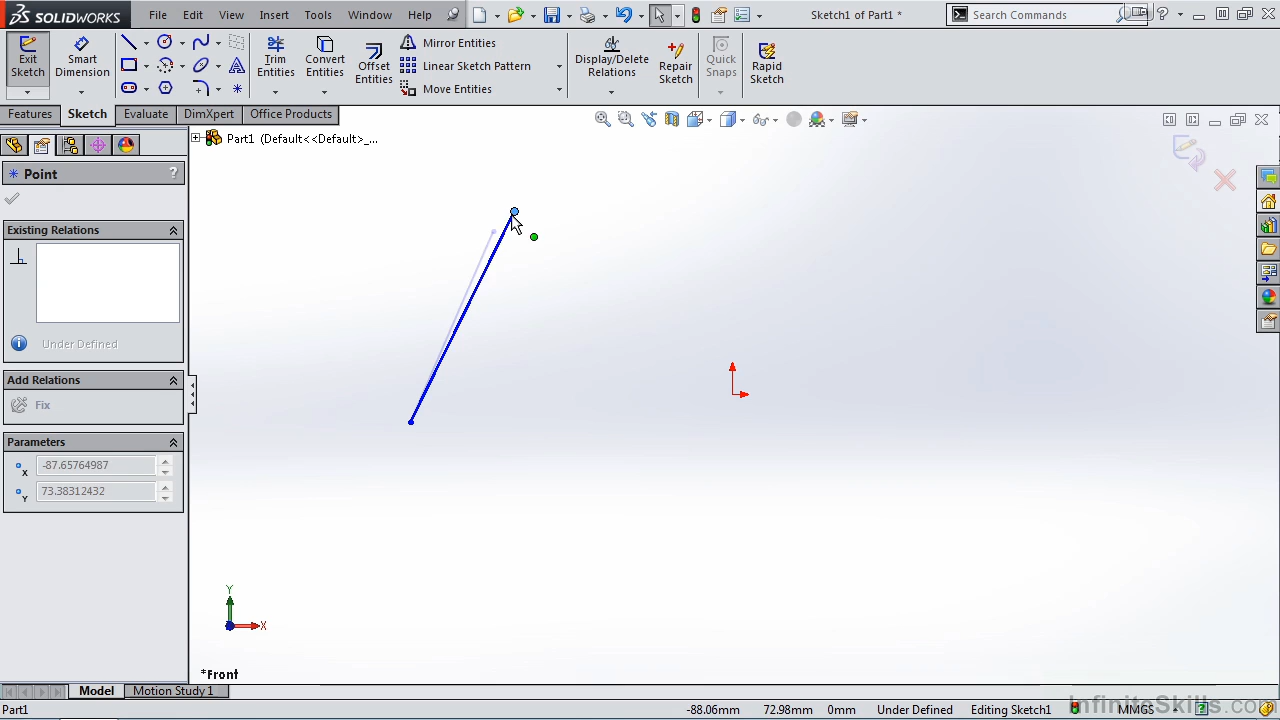 SOLIDWORKS
File Edit View Insert Tools Window Help
Sketch1 of Part1 *
Search Commands
?
Exit Sketch
Smart Dimension
Trim Entities
Convert Entities
Offset Entities
Mirror Entities
Linear Sketch Pattern
Move Entities
Display/Delete Relations
Repair Sketch
Quick Snaps
Rapid Sketch
Features Sketch Evaluate DimXpert Office Products
Part1 (Default<<Default>_...
Point ?
Existing Relations
Under Defined
Add Relations
Fix
Parameters
X -87.65764987
Y 73.38312432
Y
X
*Front
Model Motion Study 1
InfiniteSkills.com
Part1 -88.06mm 72.98mm 0mm Under Defined Editing Sketch1 MMGS ?